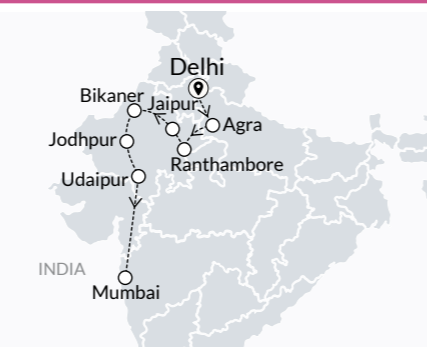 Delhi
Bikaner
Jaipur
Agra
Jodhpur
Ranthambore
Udaipur
INDIA
Mumbai